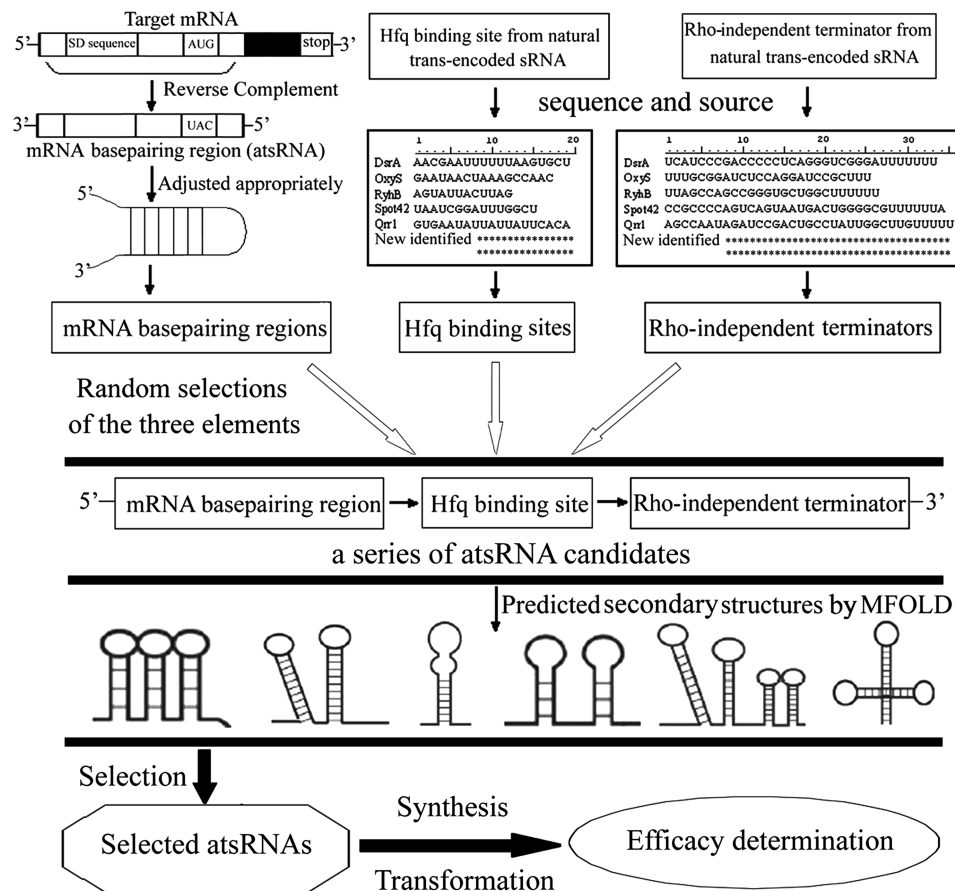 Target mRNA
5’ SD sequence AUG stop 3’
Reverse Complement
3’ UAC 5’
mRNA basepairing region (atsRNA)
Adjusted appropriately
5’
3’
mRNA basepairing regions
Hfq binding site from natural
trans-encoded sRNA
Rho-independent terminator from
natural trans-encoded sRNA
sequence and source
1 10 20
DsrA AACGAAUUUUUUAAGUGCU
OxyS GAAUAACUAAAGCCAAC
RyhB AGUAUUACUUAG
Spot42 UAAUCGGAUUUGGCU
Qrr1 GUGAAUAUUAUUAUUCACA
New identified **************
**************
Hfq binding sites
1 10 20 30
DsrA UCAUCCCGACCCCCUCAGGGUCGGGAUUUUUUU
OxyS UUUGCGGAUCUCCAGGAUCCGCUUU
RyhB UUAGCCAGCCGGGUGCUGGCUUUUUU
Spot42 CCGCCCCAGUCAGUAAUGACUGGGGCGUUUUUUA
Qrr1 AGCCAAUAGAUCCGACUGCCUAUUGGCUUGUUUUU
New identified ****************************
****************************
Rho-independent terminators
Random selections
of the three elements
5’ mRNA basepairing region Hfq binding site Rho-independent terminator 3’
a series of atsRNA candidates
Predicted secondary structures by MFOLD
Selection
Selected atsRNAs
Synthesis
Transformation
Efficacy determination